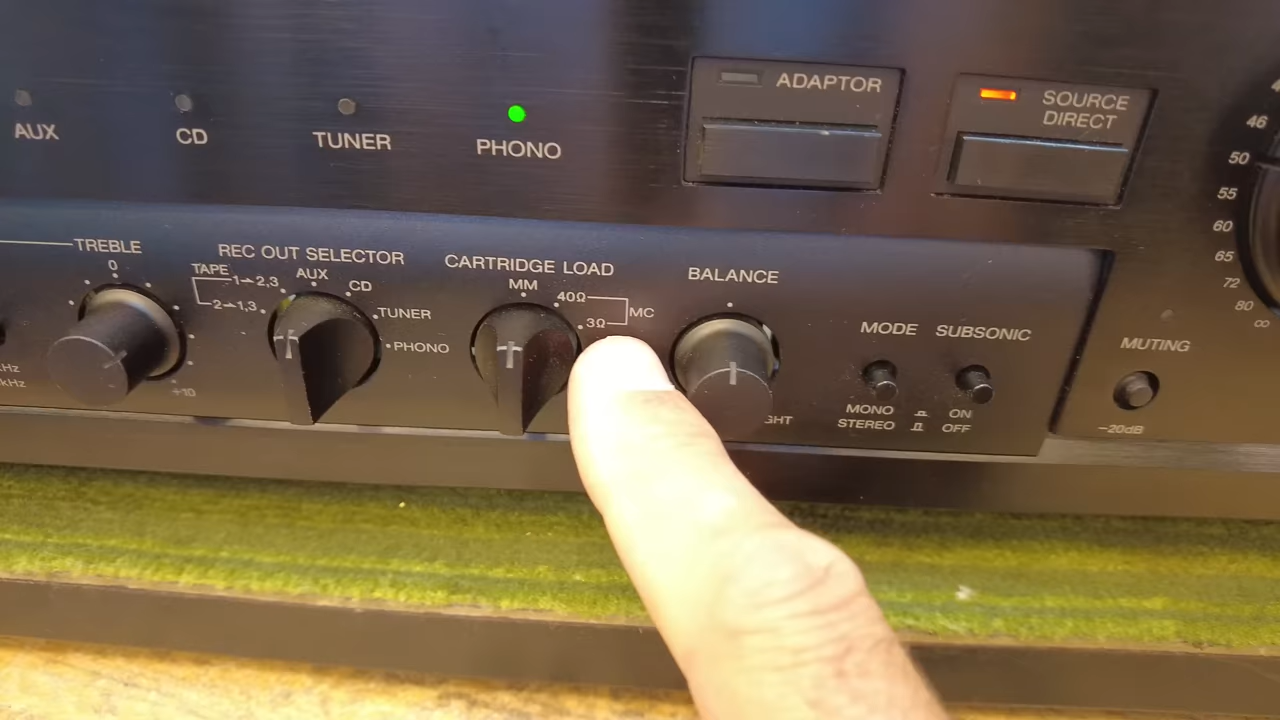 AUX
CD
TUNER
PHONO
ADAPTOR
SOURCE
DIRECT
46
50
55
60
65
72
80
∞
TREBLE
0
+10
kHz
REC OUT SELECTOR
TAPE
1→2,3
2→1,3
AUX
CD
TUNER
PHONO
CARTRIDGE LOAD
MM
40Ω
3Ω
MC
BALANCE
MODE
MONO
STEREO
SUBSONIC
ON
OFF
MUTING
−20dB